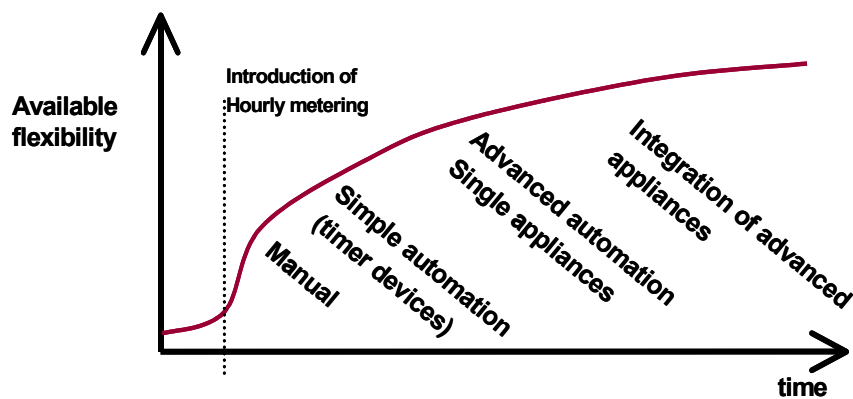 Introduction of
Hourly metering
Available
flexibility
Manual
Simple automation
(timer devices)
Advanced automation
Single appliances
Integration of advanced
appliances
time